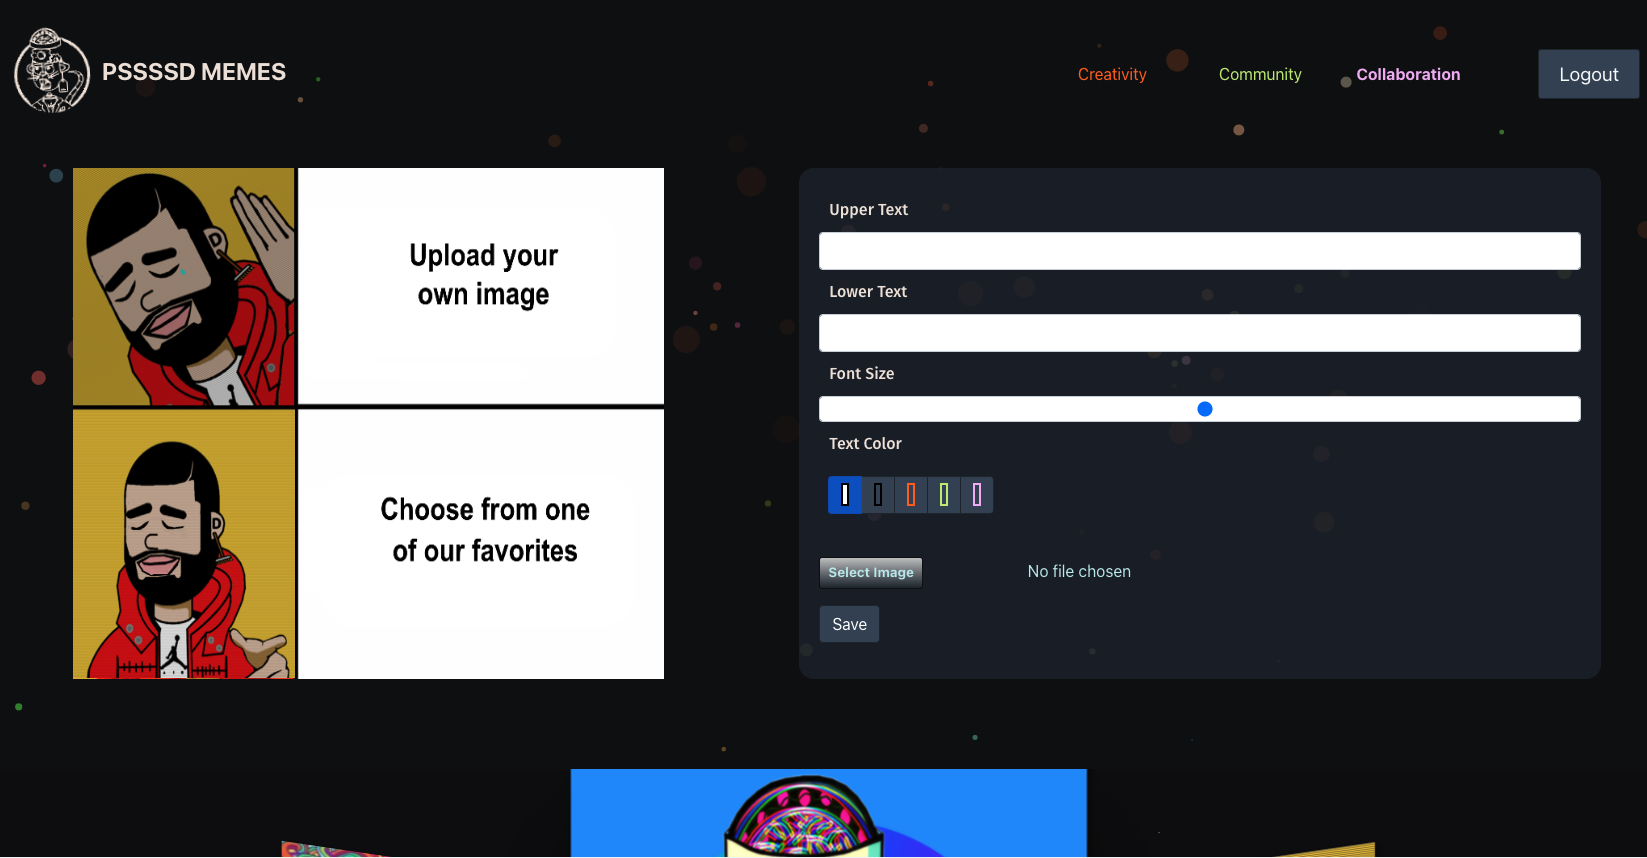 PSSSSD MEMES
Creativity
Community
Collaboration
Logout
Upload your
own image
Choose from one
of our favorites
Upper Text
Lower Text
Font Size
Text Color
Select Image
No file chosen
Save